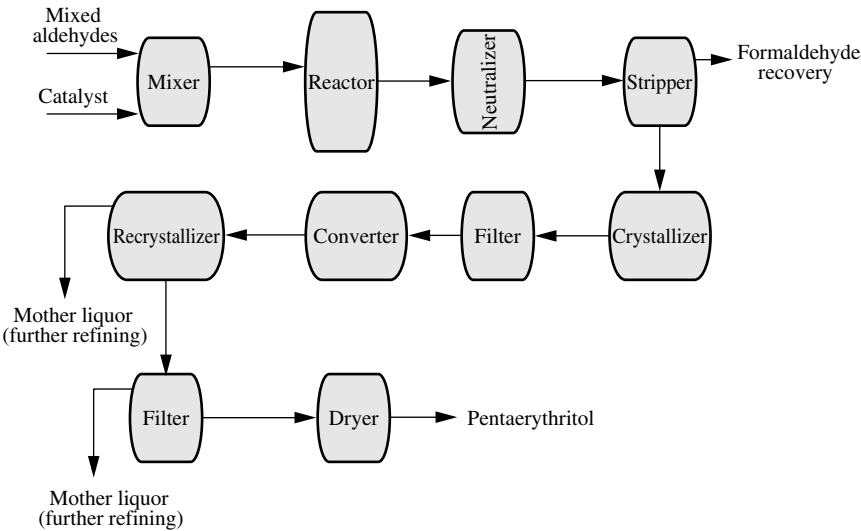 Mixed
aldehydes
Catalyst
Mixer
Reactor
Neutralizer
Stripper
Formaldehyde
recovery
Recrystallizer
Converter
Filter
Crystallizer
Mother liquor
(further refining)
Filter
Dryer
Pentaerythritol
Mother liquor
(further refining)